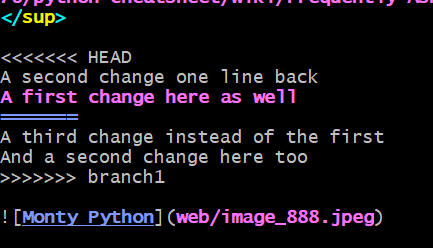 </sup>
<<<<<<< HEAD
A second change one line back
A first change here as well
=======
A third change instead of the first
And a second change here too
>>>>>>> branch1
![Monty Python](web/image_888.jpeg)